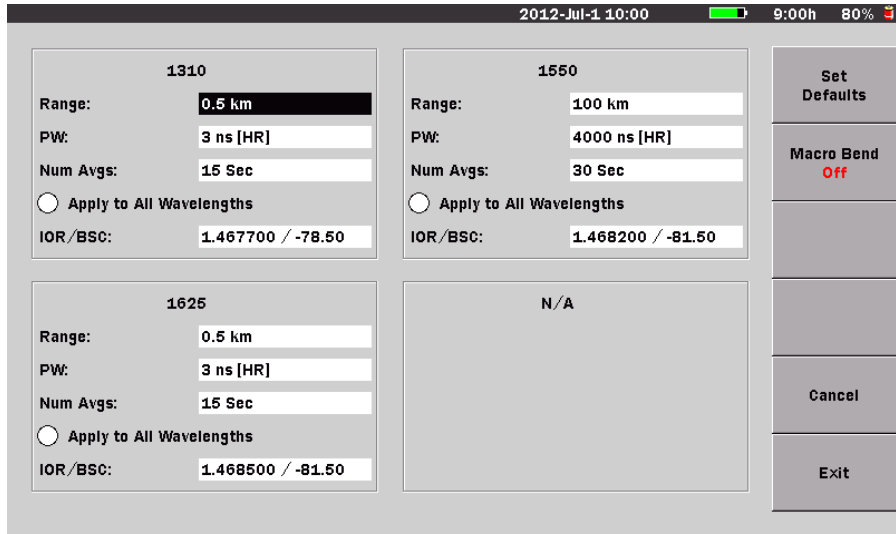 2012-Jul-1 10:00 9:00h 80%
1310
Range: 0.5 km
PW: 3 ns [HR]
Num Avgs: 15 Sec
Apply to All Wavelengths
IOR/BSC: 1.467700 / -78.50
1550
Range: 100 km
PW: 4000 ns [HR]
Num Avgs: 30 Sec
Apply to All Wavelengths
IOR/BSC: 1.468200 / -81.50
1625
Range: 0.5 km
PW: 3 ns [HR]
Num Avgs: 15 Sec
Apply to All Wavelengths
IOR/BSC: 1.468500 / -81.50
N/A
Set
Defaults
Macro Bend
Off
Cancel
Exit